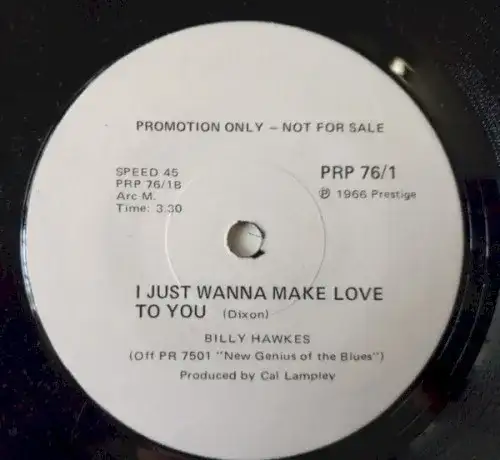 PROMOTION ONLY – NOT FOR SALE
SPEED 45
PRP 76/1B
Arc M.
Time: 3.30
PRP 76/1
Ⓟ 1966 Prestige
I JUST WANNA MAKE LOVE
TO YOU (Dixon)
BILLY HAWKES
(Off PR 7501 "New Genius of the Blues")
Produced by Cal Lampley